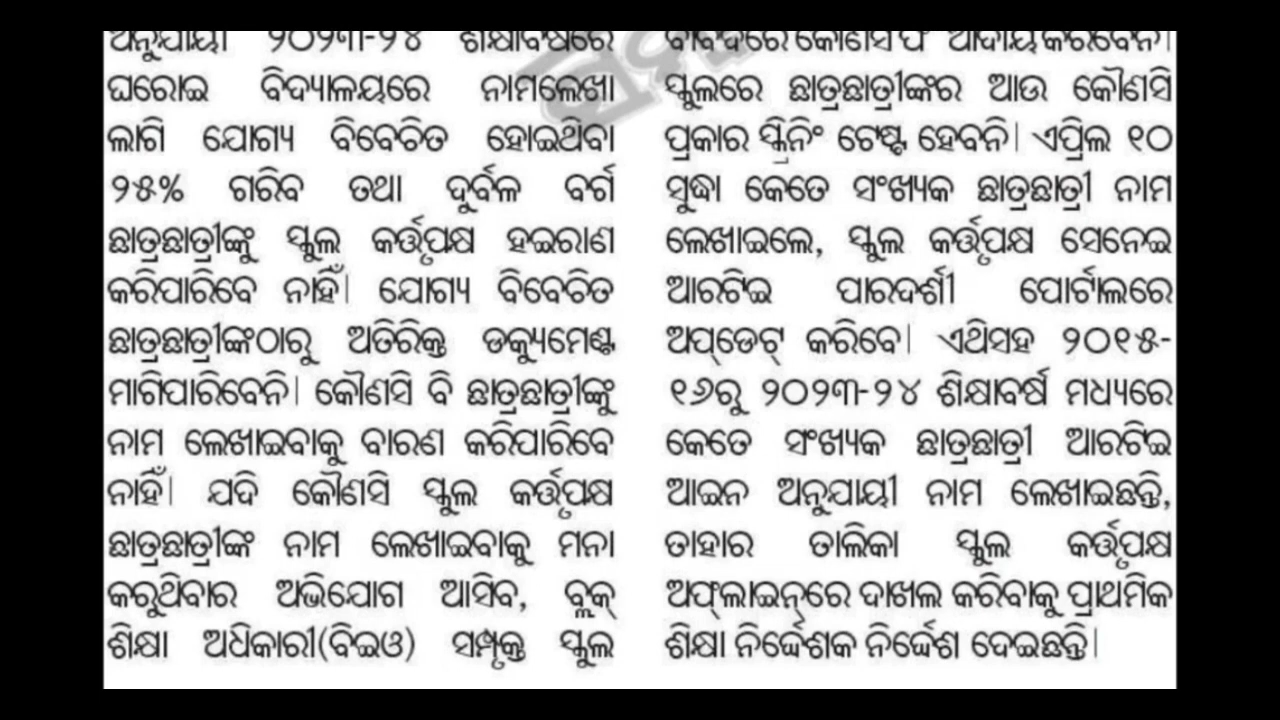 ଅନୁଯାୟୀ ୨୦୨୩-୨୪ ଶିକ୍ଷାବର୍ଷରେ
ଘରୋଇ ବିଦ୍ୟାଳୟରେ ନାମଲେଖା
ଲାଗି ଯୋଗ୍ୟ ବିବେଚିତ ହୋଇଥିବା
୨୫% ଗରିବ ତଥା ଦୁର୍ବଳ ବର୍ଗ
ଛାତ୍ରଛାତ୍ରୀଙ୍କୁ ସ୍କୁଲ କର୍ତ୍ତୃପକ୍ଷ ହଇରାଣ
କରିପାରିବେ ନାହିଁ। ଯୋଗ୍ୟ ବିବେଚିତ
ଛାତ୍ରଛାତ୍ରୀଙ୍କଠାରୁ ଅତିରିକ୍ତ ଡକ୍ୟୁମେଣ୍ଟ
ମାଗିପାରିବେନି। କୌଣସି ବି ଛାତ୍ରଛାତ୍ରୀଙ୍କୁ
ନାମ ଲେଖାଇବାକୁ ବାରଣ କରିପାରିବେ
ନାହିଁ। ଯଦି କୌଣସି ସ୍କୁଲ କର୍ତ୍ତୃପକ୍ଷ
ଛାତ୍ରଛାତ୍ରୀଙ୍କ ନାମ ଲେଖାଇବାକୁ ମନା
କରୁଥିବାର ଅଭିଯୋଗ ଆସିବ, ବ୍ଲକ୍
ଶିକ୍ଷା ଅଧିକାରୀ(ବିଇଓ) ସମ୍ପୃକ୍ତ ସ୍କୁଲ
ବାବଦରେ କୌଣସି ଫି ଆଦାୟ କରିବେନି।
ସ୍କୁଲରେ ଛାତ୍ରଛାତ୍ରୀଙ୍କର ଆଉ କୌଣସି
ପ୍ରକାର ସ୍କ୍ରିନିଂ ଟେଷ୍ଟ ହେବନି। ଏପ୍ରିଲ ୧୦
ସୁଦ୍ଧା କେତେ ସଂଖ୍ୟକ ଛାତ୍ରଛାତ୍ରୀ ନାମ
ଲେଖାଇଲେ, ସ୍କୁଲ କର୍ତ୍ତୃପକ୍ଷ ସେନେଇ
ଆରଟିଇ ପାରଦର୍ଶୀ ପୋର୍ଟାଲରେ
ଅପ୍‌ଡେଟ୍ କରିବେ। ଏଥିସହ ୨୦୧୫-
୧୬ରୁ ୨୦୨୩-୨୪ ଶିକ୍ଷାବର୍ଷ ମଧ୍ୟରେ
କେତେ ସଂଖ୍ୟକ ଛାତ୍ରଛାତ୍ରୀ ଆରଟିଇ
ଆଇନ ଅନୁଯାୟୀ ନାମ ଲେଖାଇଛନ୍ତି,
ତାହାର ତାଲିକା ସ୍କୁଲ କର୍ତ୍ତୃପକ୍ଷ
ଅଫ୍‌ଲାଇନ୍‌ରେ ଦାଖଲ କରିବାକୁ ପ୍ରାଥମିକ
ଶିକ୍ଷା ନିର୍ଦ୍ଦେଶକ ନିର୍ଦ୍ଦେଶ ଦେଇଛନ୍ତି।